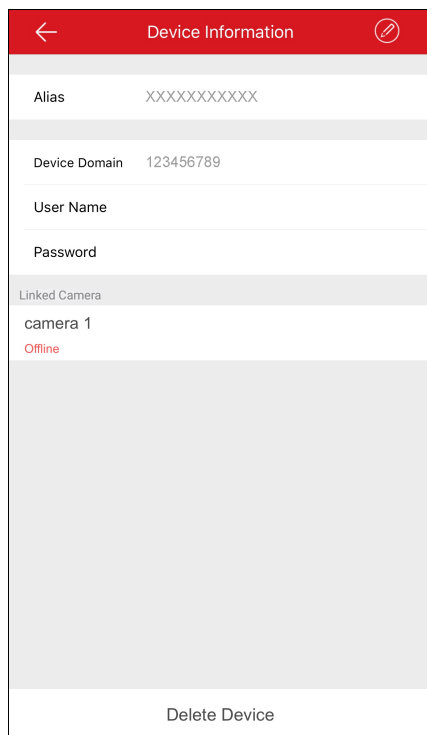 Device Information
Alias XXXXXXXXXXX
Device Domain 123456789
User Name
Password
Linked Camera
camera 1
Offline
Delete Device